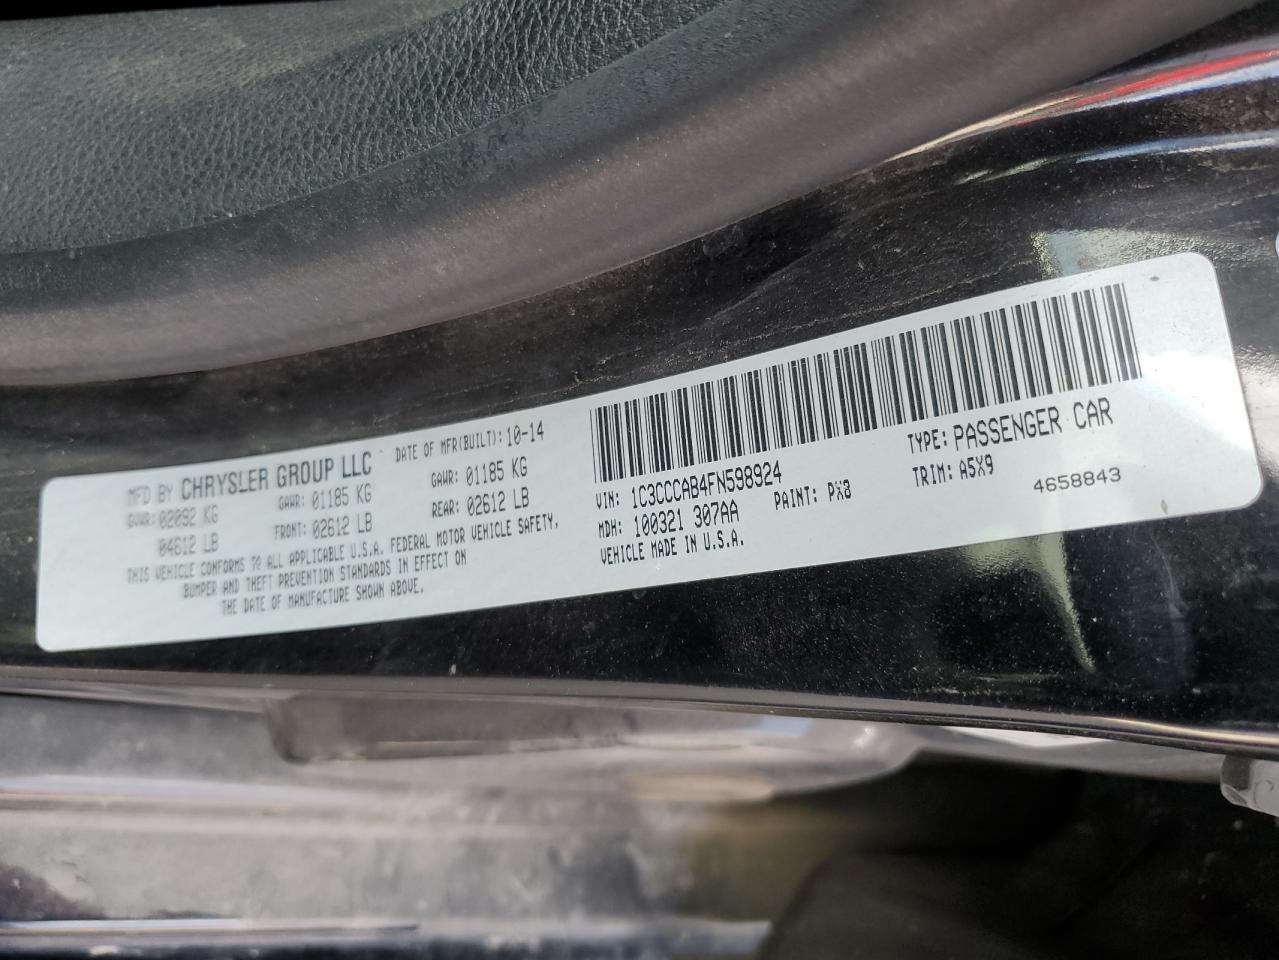 MFD BY CHRYSLER GROUP LLC DATE OF MFR(BUILT): 10-14
GVWR: 02092 KG GAWR: 01185 KG GAWR: 01185 KG
04612 LB FRONT: 02612 LB REAR: 02612 LB
THIS VEHICLE CONFORMS TO ALL APPLICABLE U.S.A. FEDERAL MOTOR VEHICLE SAFETY,
BUMPER AND THEFT PREVENTION STANDARDS IN EFFECT ON
THE DATE OF MANUFACTURE SHOWN ABOVE.
VIN: 1C3CCCAB4FN598924 TYPE: PASSENGER CAR
MDH: 100321 307AA PAINT: PX8 TRIM: A5X9
VEHICLE MADE IN U.S.A. 4658843